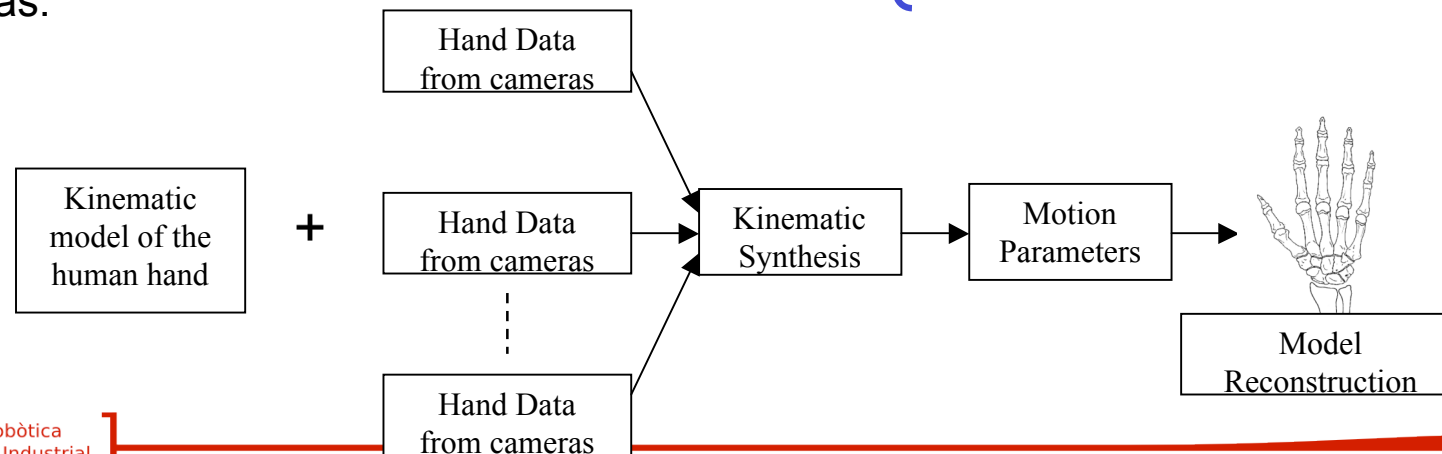 as.
Hand Data
from cameras
Kinematic
model of the
human hand
+
Hand Data
from cameras
Kinematic
Synthesis
Motion
Parameters
Model
Reconstruction
Hand Data
from cameras
obòtica
Industrial